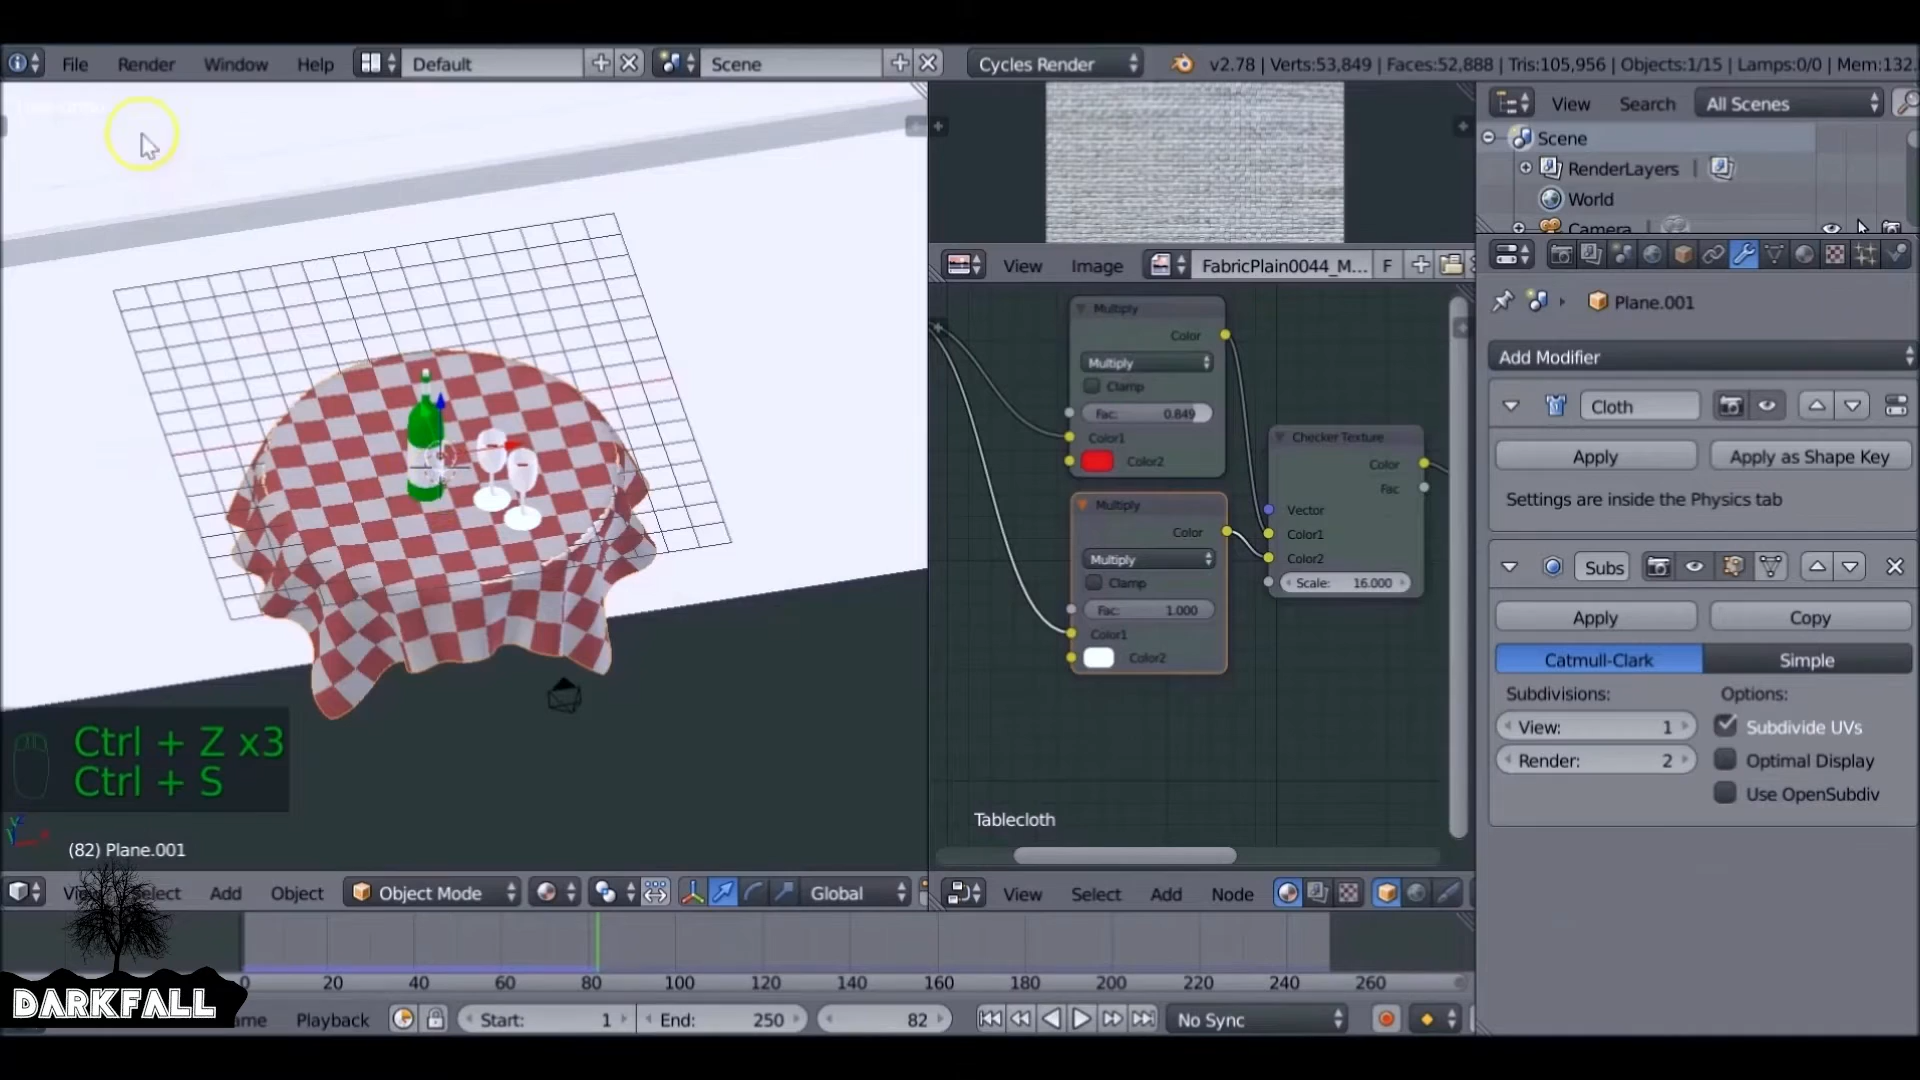 File Render Window Help Default Scene Cycles Render v2.78 | Verts:53,849 | Faces:52,888 | Tris:105,956 | Objects:1/15 | Lamps:0/0 | Mem:132.
View Search All Scenes
Scene
RenderLayers |
World
Camera
View Image FabricPlain0044_M... F
Plane.001
Add Modifier
Cloth
Apply Apply as Shape Key
Settings are inside the Physics tab
Subs
Apply Copy
Catmull-Clark Simple
Subdivisions: Options:
View: 1 Subdivide UVs
Render: 2 Optimal Display
Use OpenSubdiv
Multiply
Color
Multiply
Clamp
Fac: 0.849
Color1
Color2
Multiply
Color
Multiply
Clamp
Fac: 1.000
Color1
Color2
Checker Texture
Color
Fac
Vector
Color1
Color2
Scale: 16.000
Tablecloth
Ctrl + Z x3
Ctrl + S
(82) Plane.001
Add Object Object Mode Global
View Select Add Node
0 20 40 60 80 100 120 140 160 180 200 220 240 260
Playback Start: 1 End: 250 82 No Sync
DARKFALL